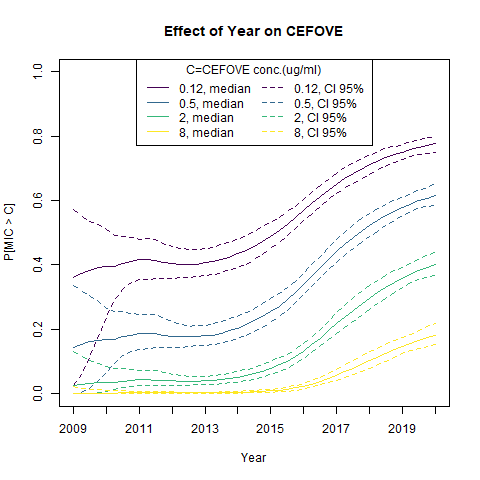 Effect of Year on CEFOVE
C=CEFOVE conc.(ug/ml)
0.12, median 0.12, CI 95%
0.5, median 0.5, CI 95%
2, median 2, CI 95%
8, median 8, CI 95%
P[MIC > C]
1.0
0.8
0.6
0.4
0.2
0.0
2009 2011 2013 2015 2017 2019
Year